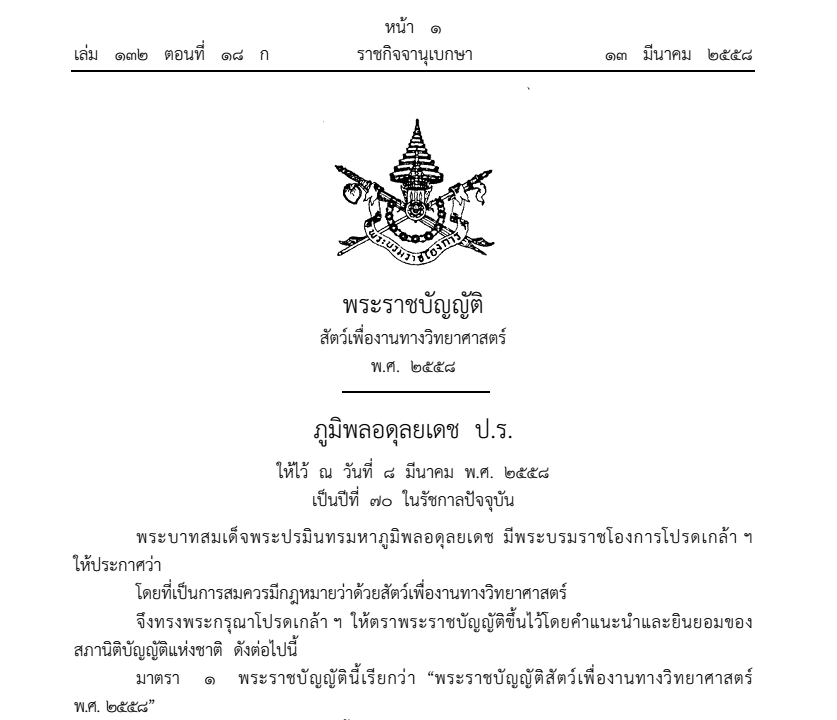 หน้า ๑
เล่ม ๑๓๒ ตอนที่ ๑๘ ก ราชกิจจานุเบกษา ๑๓ มีนาคม ๒๕๕๘
พระบรมราชโองการ
พระราชบัญญัติ
สัตว์เพื่องานทางวิทยาศาสตร์
พ.ศ. ๒๕๕๘
ภูมิพลอดุลยเดช ป.ร.
ให้ไว้ ณ วันที่ ๘ มีนาคม พ.ศ. ๒๕๕๘
เป็นปีที่ ๗๐ ในรัชกาลปัจจุบัน
พระบาทสมเด็จพระปรมินทรมหาภูมิพลอดุลยเดช มีพระบรมราชโองการโปรดเกล้า ฯ
ให้ประกาศว่า
โดยที่เป็นการสมควรมีกฎหมายว่าด้วยสัตว์เพื่องานทางวิทยาศาสตร์
จึงทรงพระกรุณาโปรดเกล้า ฯ ให้ตราพระราชบัญญัติขึ้นไว้โดยคำแนะนำและยินยอมของ
สภานิติบัญญัติแห่งชาติ ดังต่อไปนี้
มาตรา ๑ พระราชบัญญัตินี้เรียกว่า “พระราชบัญญัติสัตว์เพื่องานทางวิทยาศาสตร์
พ.ศ. ๒๕๕๘”